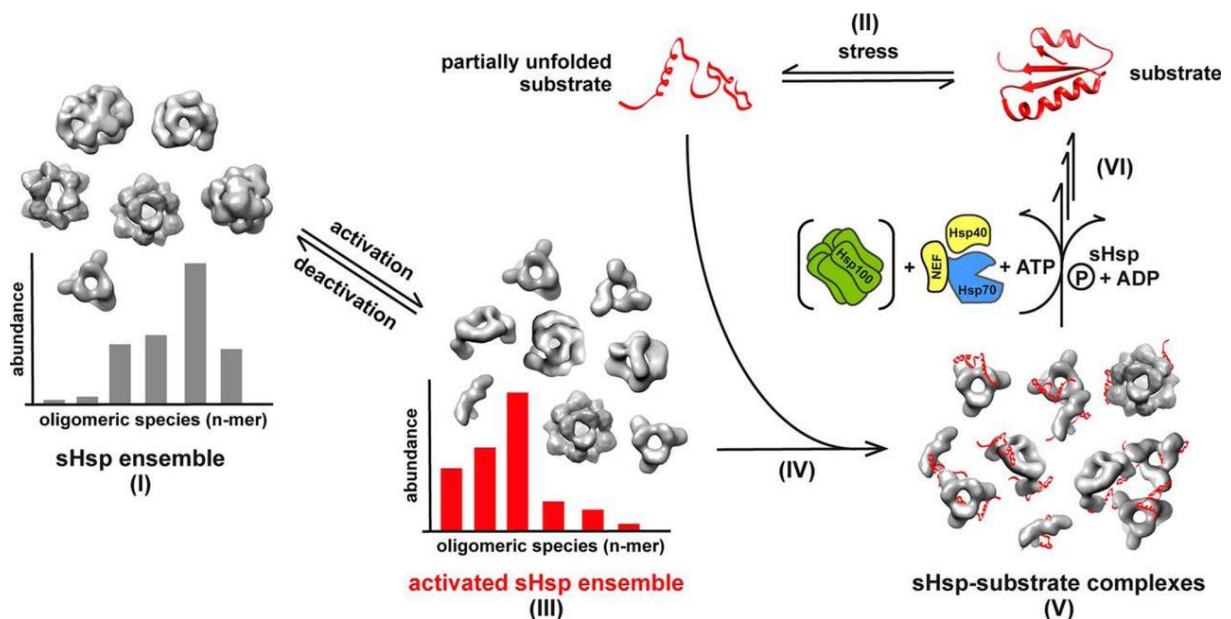 (II)
stress
partially unfolded
substrate
substrate
activation
deactivation
abundance
oligomeric species (n-mer)
sHsp ensemble
(I)
abundance
oligomeric species (n-mer)
activated sHsp ensemble
(III)
(IV)
Hsp100
+
NEF
Hsp40
Hsp70
+ ATP
sHsp
P + ADP
(VI)
sHsp-substrate complexes
(V)